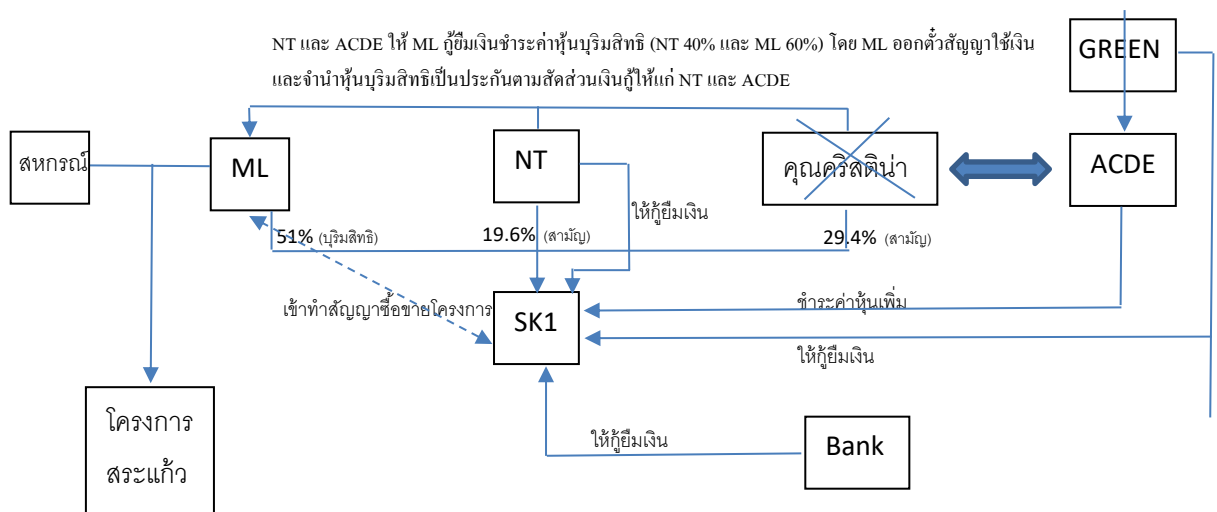 NT และ ACDE ให้ ML กู้ยืมเงินชำระค่าหุ้นบุริมสิทธิ (NT 40% และ ML 60%) โดย ML ออกตั๋วสัญญาใช้เงิน
และจำนำหุ้นบุริมสิทธิเป็นประกันตามสัดส่วนเงินกู้ให้แก่ NT และ ACDE
GREEN
สหกรณ์
ML
NT
คุณคริสติน่า
ACDE
ให้กู้ยืมเงิน
51% (บุริมสิทธิ)
19.6% (สามัญ)
29.4% (สามัญ)
เข้าทำสัญญาซื้อขายโครงการ
SK1
ชำระค่าหุ้นเพิ่ม
ให้กู้ยืมเงิน
โครงการ
สระแก้ว
ให้กู้ยืมเงิน
Bank